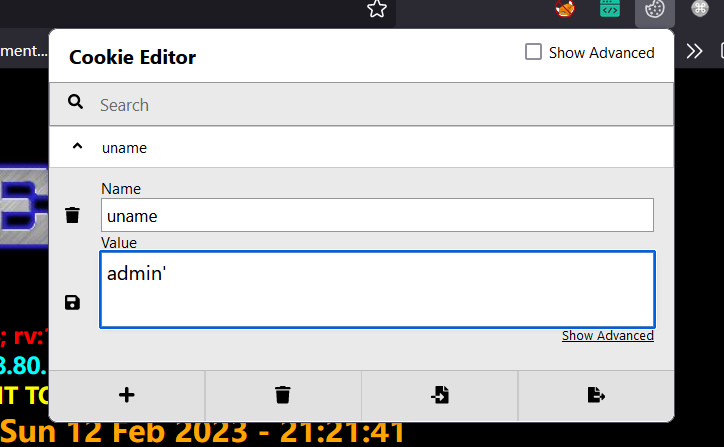 ment...
Cookie Editor
Show Advanced
Search
uname
Name
uname
Value
admin'
Show Advanced
; rv:
3.80.
IT TO
Sun 12 Feb 2023 - 21:21:41